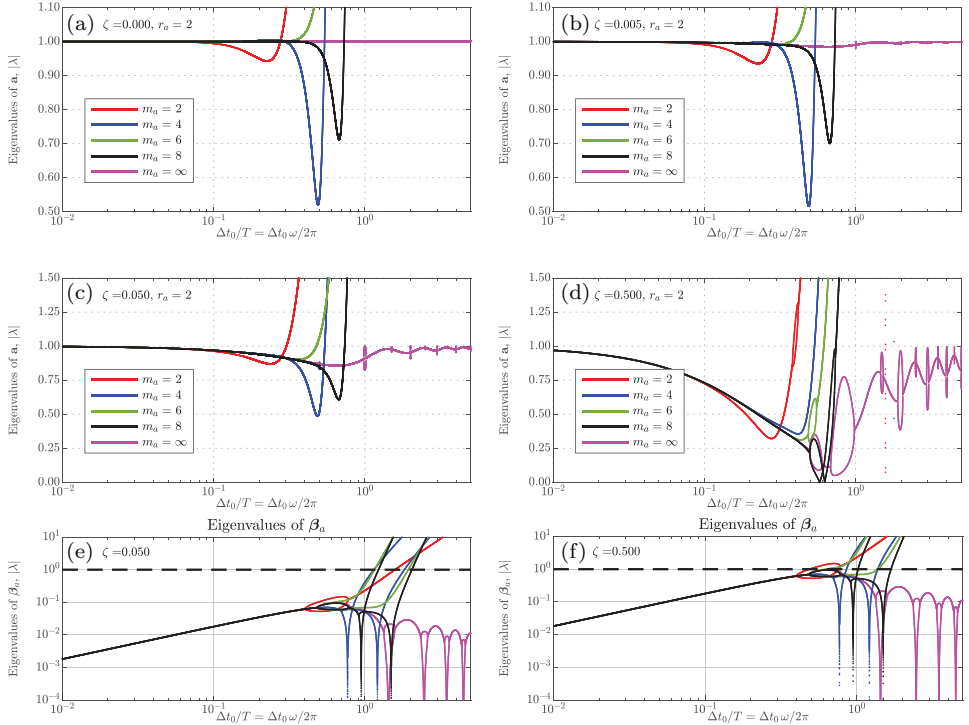 (a) ζ =0.000, r_a = 2
1.10
1.00
0.90
0.80
0.70
0.60
0.50
Eigenvalues of a, |λ|
m_a = 2
m_a = 4
m_a = 6
m_a = 8
m_a = ∞
10^-2
10^-1
10^0
Δt_0/T = Δt_0 ω/2π
(b) ζ =0.005, r_a = 2
1.10
1.00
0.90
0.80
0.70
0.60
0.50
Eigenvalues of a, |λ|
m_a = 2
m_a = 4
m_a = 6
m_a = 8
m_a = ∞
10^-2
10^-1
10^0
Δt_0/T = Δt_0 ω/2π
(c) ζ =0.050, r_a = 2
1.50
1.25
1.00
0.75
0.50
0.25
0.00
Eigenvalues of a, |λ|
m_a = 2
m_a = 4
m_a = 6
m_a = 8
m_a = ∞
10^-2
10^-1
10^0
Δt_0/T = Δt_0 ω/2π
(d) ζ =0.500, r_a = 2
1.50
1.25
1.00
0.75
0.50
0.25
0.00
Eigenvalues of a, |λ|
m_a = 2
m_a = 4
m_a = 6
m_a = 8
m_a = ∞
10^-2
10^-1
10^0
Δt_0/T = Δt_0 ω/2π
Eigenvalues of β_a
(e) ζ =0.050
10^1
10^0
10^-1
10^-2
10^-3
10^-4
Eigenvalues of β_a, |λ|
10^-2
10^-1
10^0
Δt_0/T = Δt_0 ω/2π
Eigenvalues of β_a
(f) ζ =0.500
10^1
10^0
10^-1
10^-2
10^-3
10^-4
Eigenvalues of β_a, |λ|
10^-2
10^-1
10^0
Δt_0/T = Δt_0 ω/2π